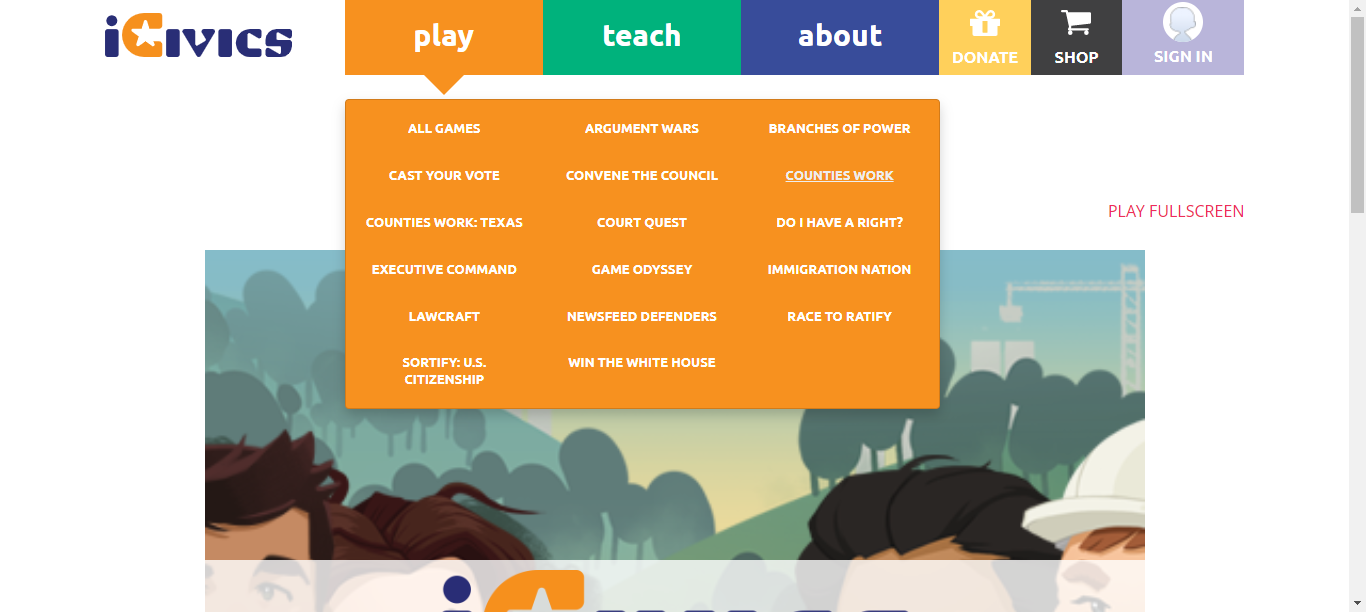 iCivics
play
teach
about
DONATE
SHOP
SIGN IN
ALL GAMES
ARGUMENT WARS
BRANCHES OF POWER
CAST YOUR VOTE
CONVENE THE COUNCIL
COUNTIES WORK
COUNTIES WORK: TEXAS
COURT QUEST
DO I HAVE A RIGHT?
EXECUTIVE COMMAND
GAME ODYSSEY
IMMIGRATION NATION
LAWCRAFT
NEWSFEED DEFENDERS
RACE TO RATIFY
SORTIFY: U.S.
CITIZENSHIP
WIN THE WHITE HOUSE
PLAY FULLSCREEN